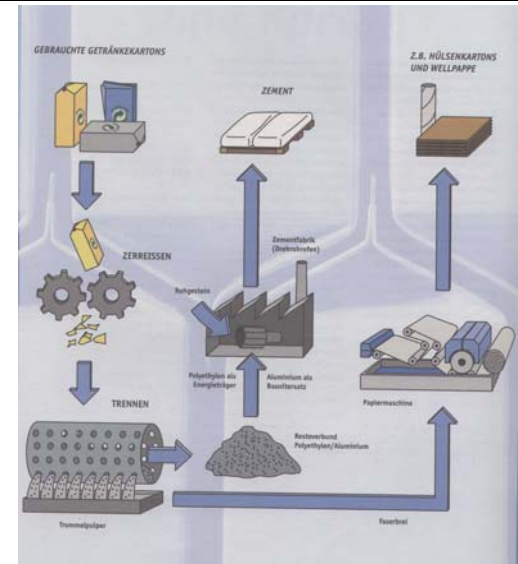 GEBRAUCHTE GETRÄNKEKARTONS
ZEMENT
Z.B. HÜLSENKARTONS
UND WELLPAPPE
ZERREISSEN
Zementfabrik
(Drehrohrofen)
Rohgestein
Polyethylen als
Energieträger
Aluminium als
Bauxitersatz
TRENNEN
Resteverbund
Polyethylen/Aluminium
Papiermaschine
Trommelpulper
Faserbrei